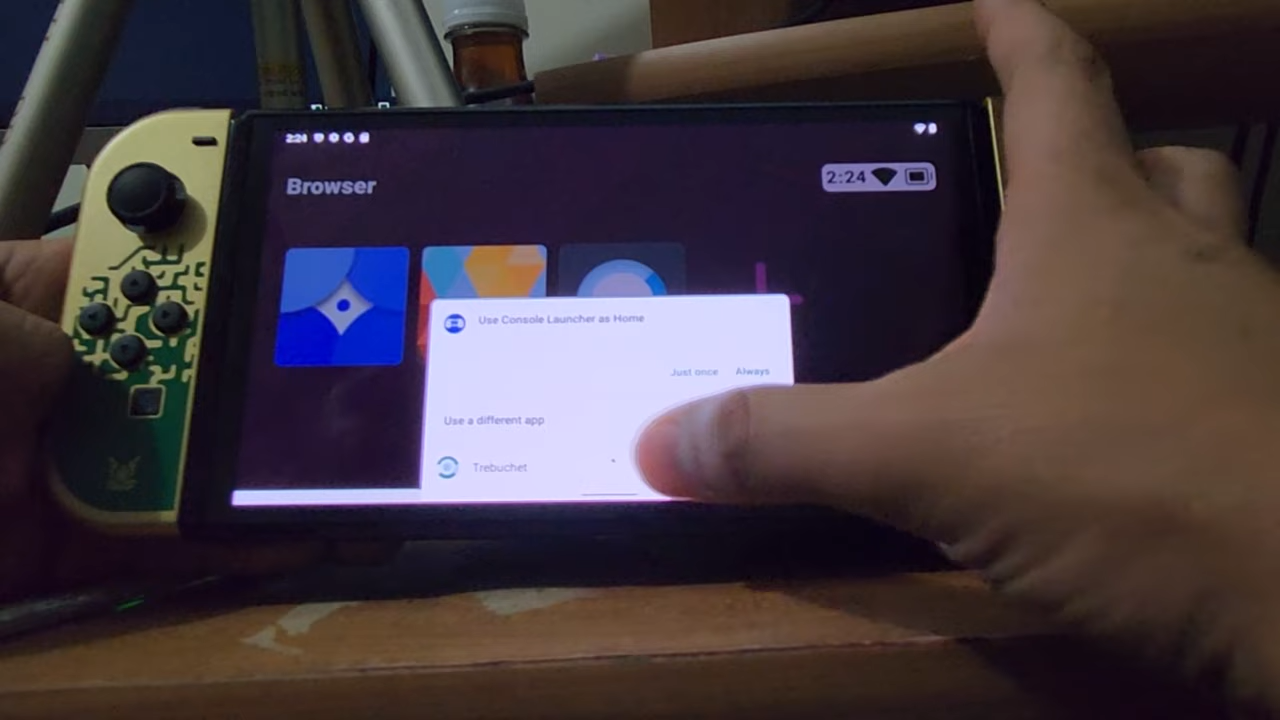 2:24
Browser
2:24
Use Console Launcher as Home
Just once Always
Use a different app
Trebuchet